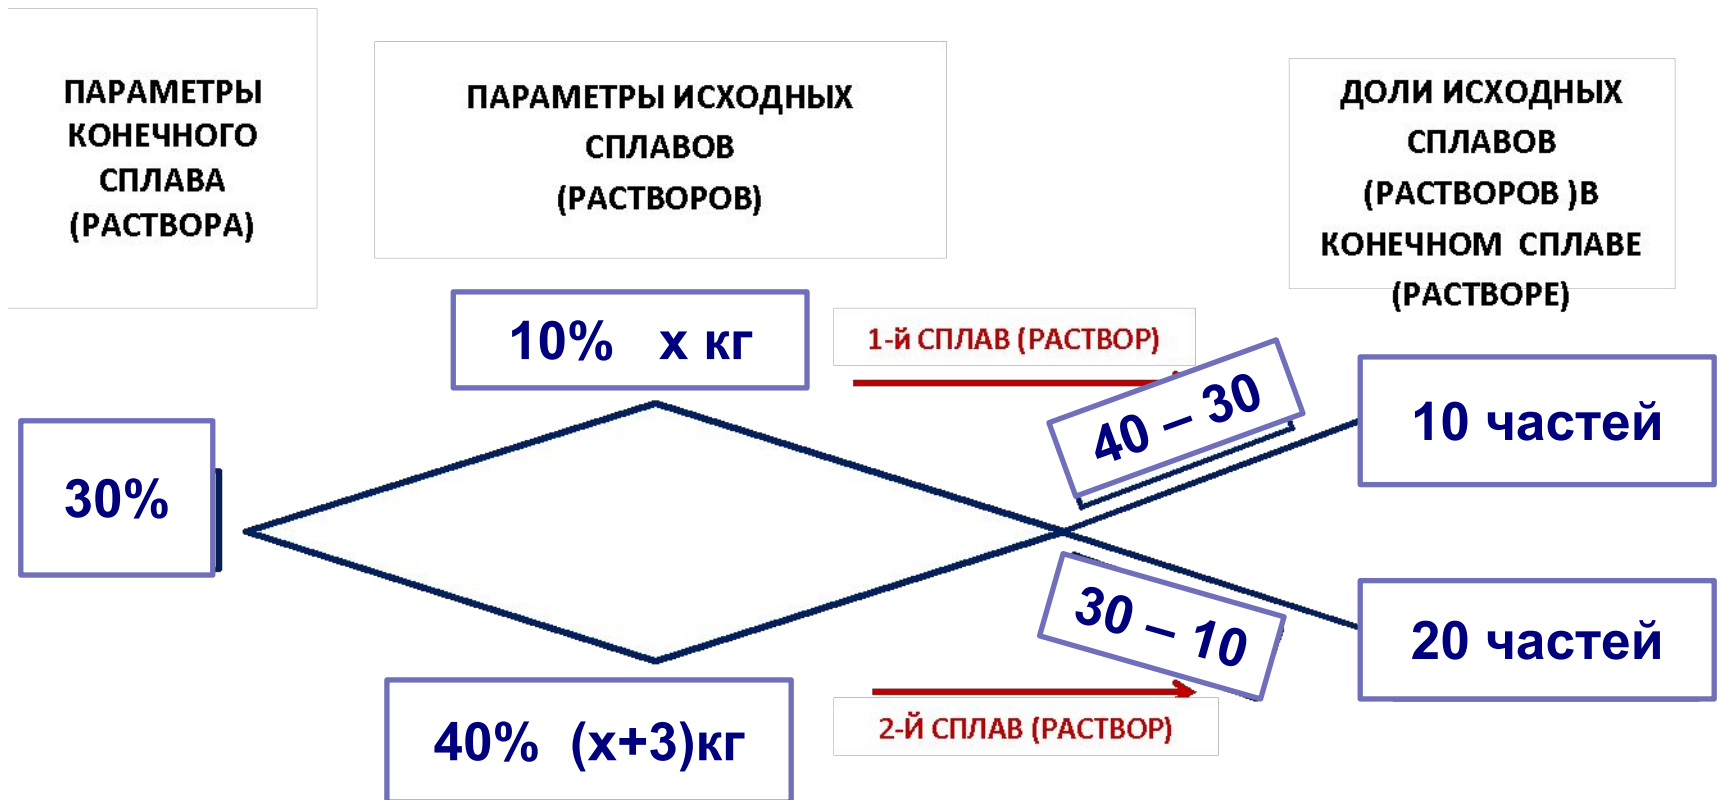 ПАРАМЕТРЫ
КОНЕЧНОГО
СПЛАВА
(РАСТВОРА)
ПАРАМЕТРЫ ИСХОДНЫХ
СПЛАВОВ
(РАСТВОРОВ)
ДОЛИ ИСХОДНЫХ
СПЛАВОВ
(РАСТВОРОВ )В
КОНЕЧНОМ СПЛАВЕ
(РАСТВОРЕ)
10% х кг
1-й СПЛАВ (РАСТВОР)
40 – 30
10 частей
30%
30 – 10
20 частей
40% (х+3)кг
2-Й СПЛАВ (РАСТВОР)